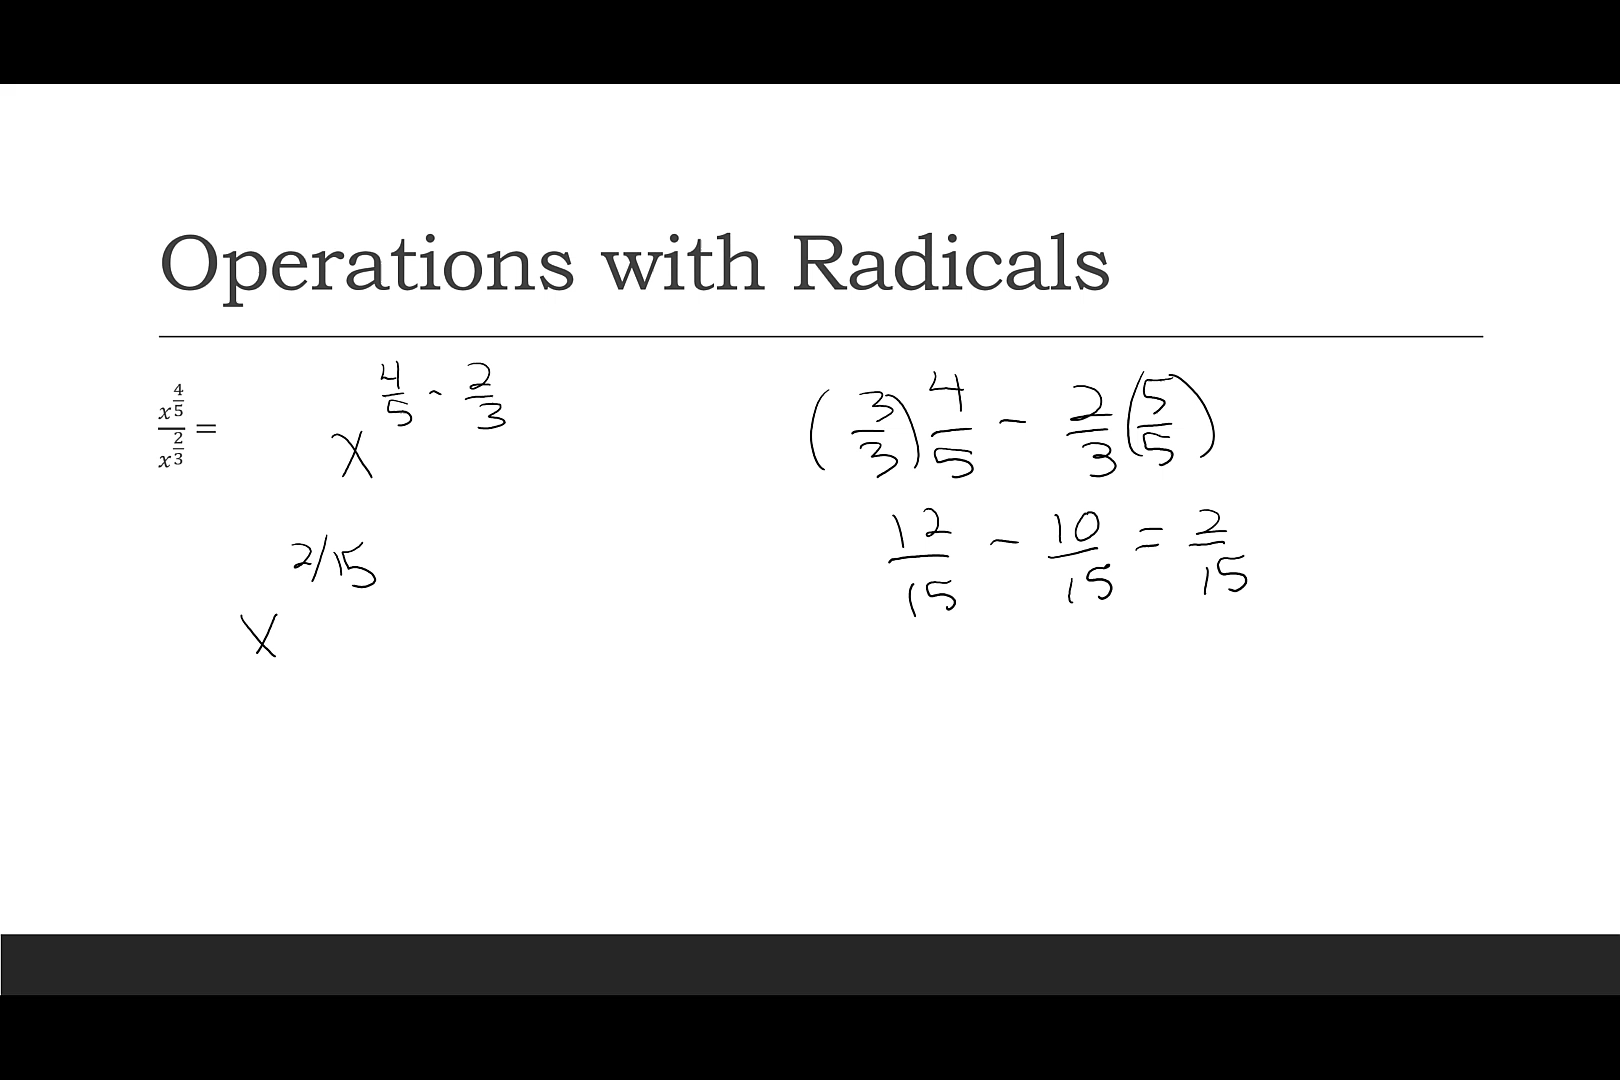 Operations with Radicals
x^{4/5} / x^{2/3} =
x^{4/5 - 2/3}
(3/3) 4/5 - 2/3 (5/5)
12/15 - 10/15 = 2/15
x^{2/15}